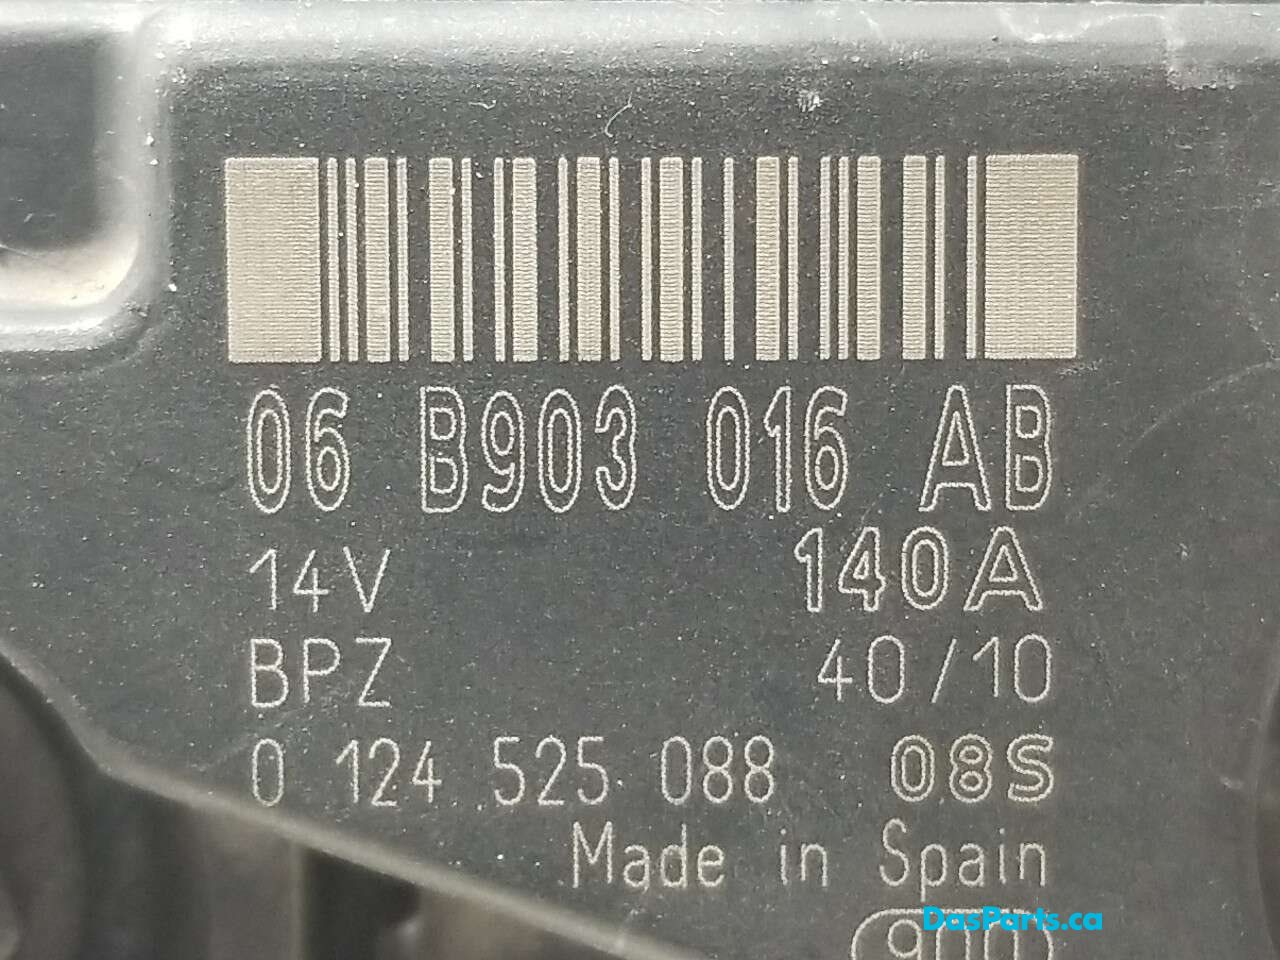 06 B903 016 AB
14V 140A
BPZ 40/10
0 124 525 088 08S
Made in Spain
DasParts.ca